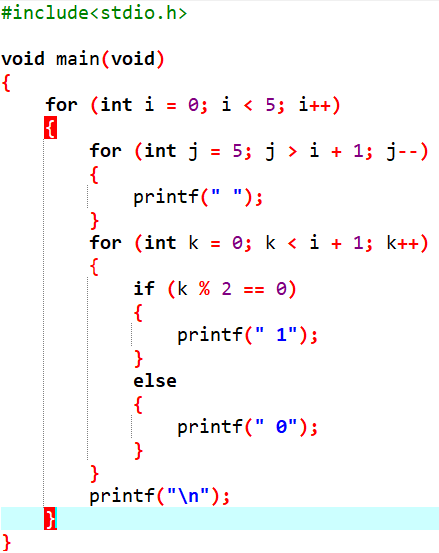 #include<stdio.h>
void main(void)
{
for (int i = 0; i < 5; i++)
{
for (int j = 5; j > i + 1; j--)
{
printf(" ");
}
for (int k = 0; k < i + 1; k++)
{
if (k % 2 == 0)
{
printf(" 1");
}
else
{
printf(" 0");
}
}
printf("\n");
}
}